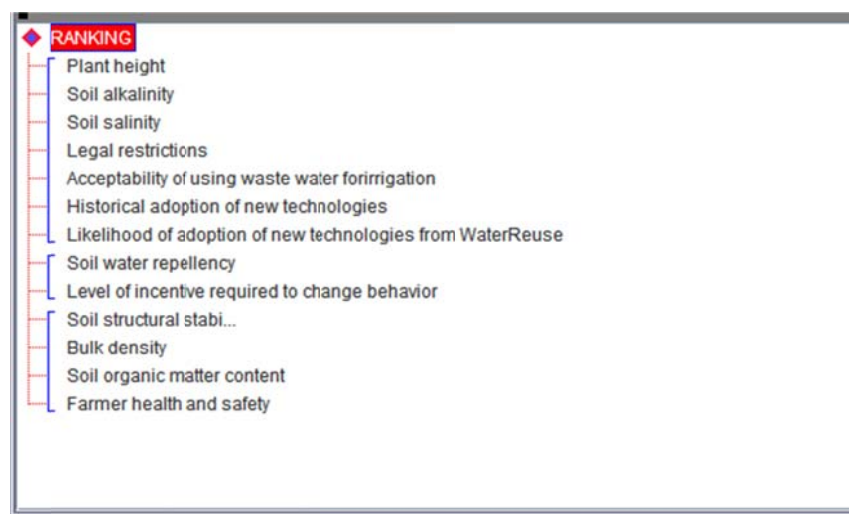 RANKING
Plant height
Soil alkalinity
Soil salinity
Legal restrictions
Acceptability of using waste water forirrigation
Historical adoption of new technologies
Likelihood of adoption of new technologies from WaterReuse
Soil water repellency
Level of incentive required to change behavior
Soil structural stabi...
Bulk density
Soil organic matter content
Farmer health and safety